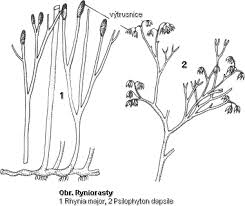 výtrusnice
1
2
Obr. Ryniorasty
1 Rhynia major, 2 Psilophyton dapsile